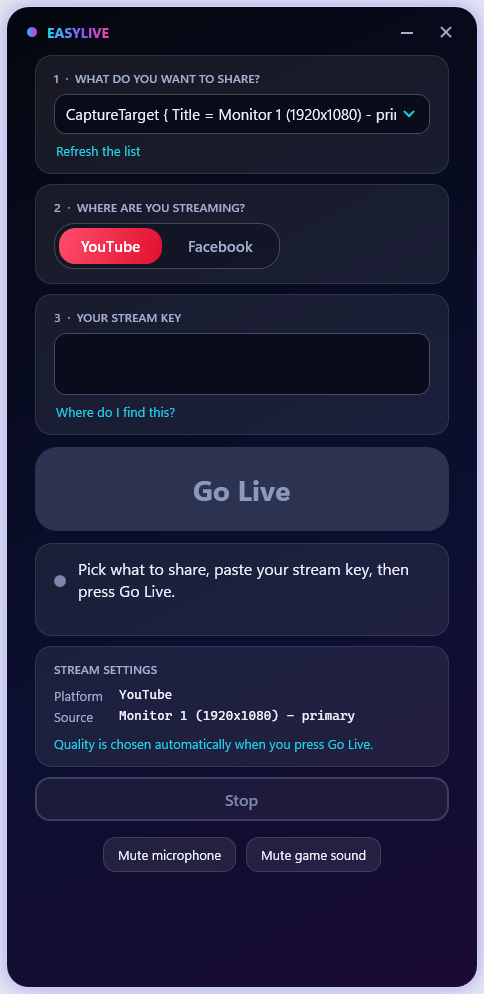 EASYLIVE
1 · WHAT DO YOU WANT TO SHARE?
CaptureTarget { Title = Monitor 1 (1920x1080) - pri
Refresh the list
2 · WHERE ARE YOU STREAMING?
YouTube Facebook
3 · YOUR STREAM KEY
Where do I find this?
Go Live
Pick what to share, paste your stream key, then
press Go Live.
STREAM SETTINGS
Platform YouTube
Source Monitor 1 (1920x1080) – primary
Quality is chosen automatically when you press Go Live.
Stop
Mute microphone Mute game sound